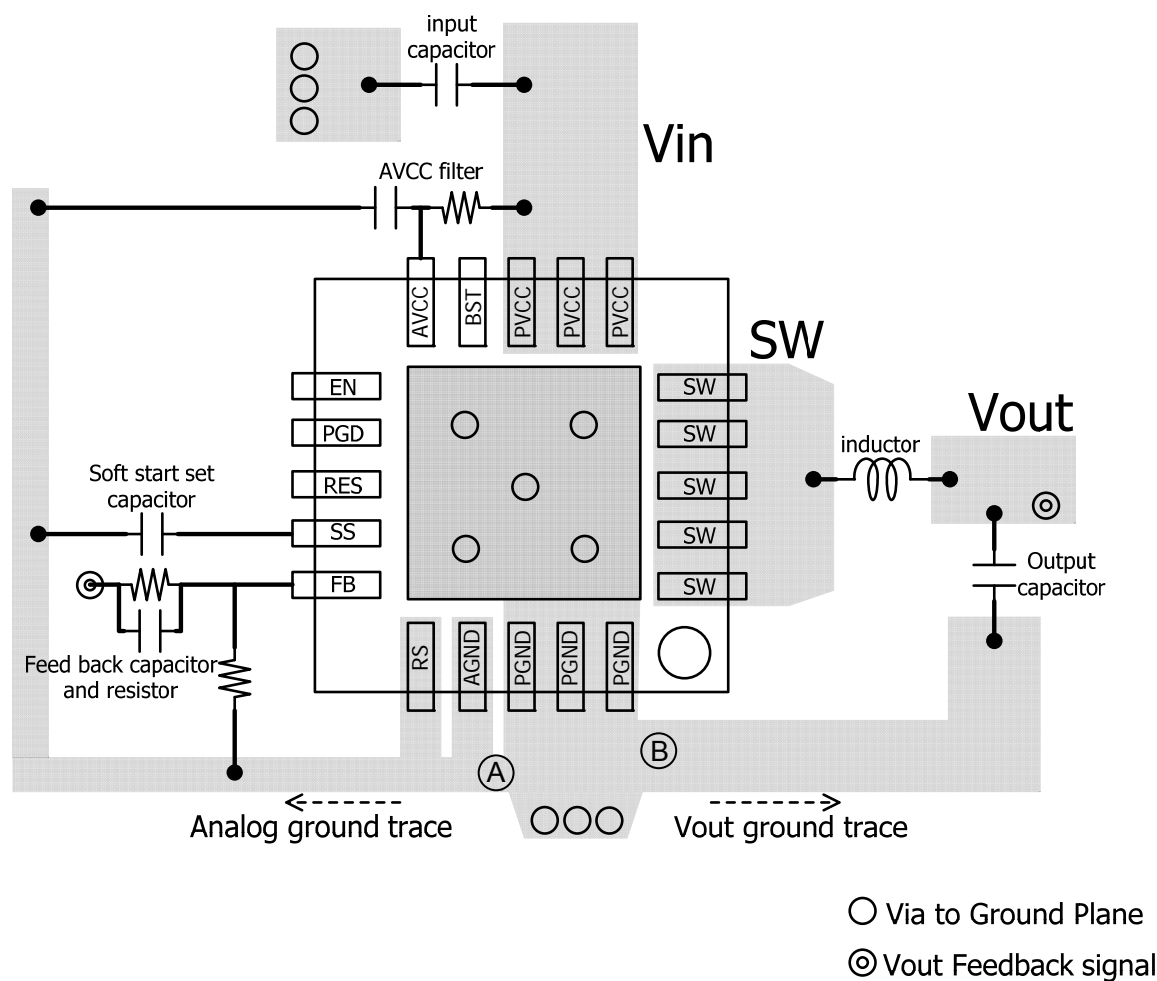 input
capacitor
Vin
AVCC filter
AVCC
BST
PVCC
PVCC
PVCC
SW
EN
PGD
RES
SS
FB
SW
SW
SW
SW
SW
Vout
inductor
Soft start set
capacitor
Output
capacitor
Feed back capacitor
and resistor
RS
AGND
PGND
PGND
PGND
A
B
Analog ground trace
Vout ground trace
Via to Ground Plane
Vout Feedback signal